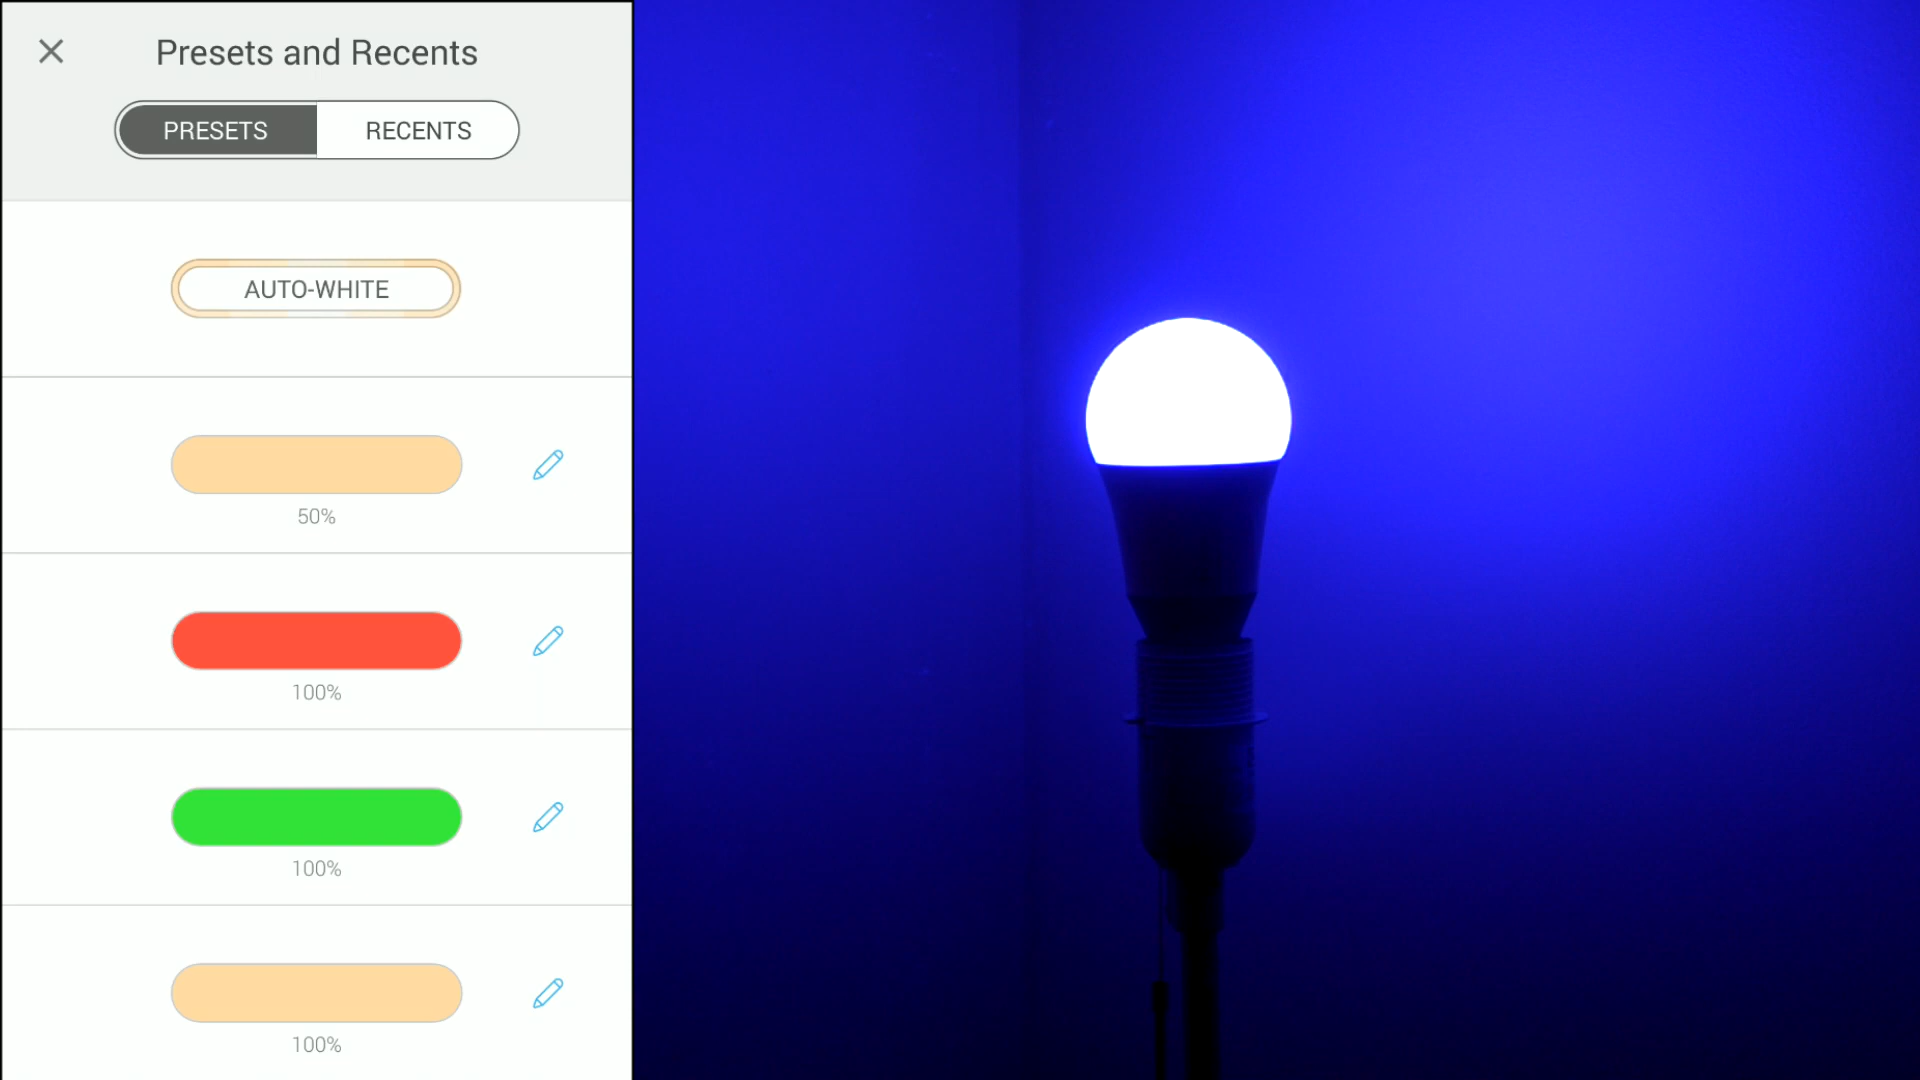 Presets and Recents
PRESETS
RECENTS
AUTO-WHITE
50%
100%
100%
100%